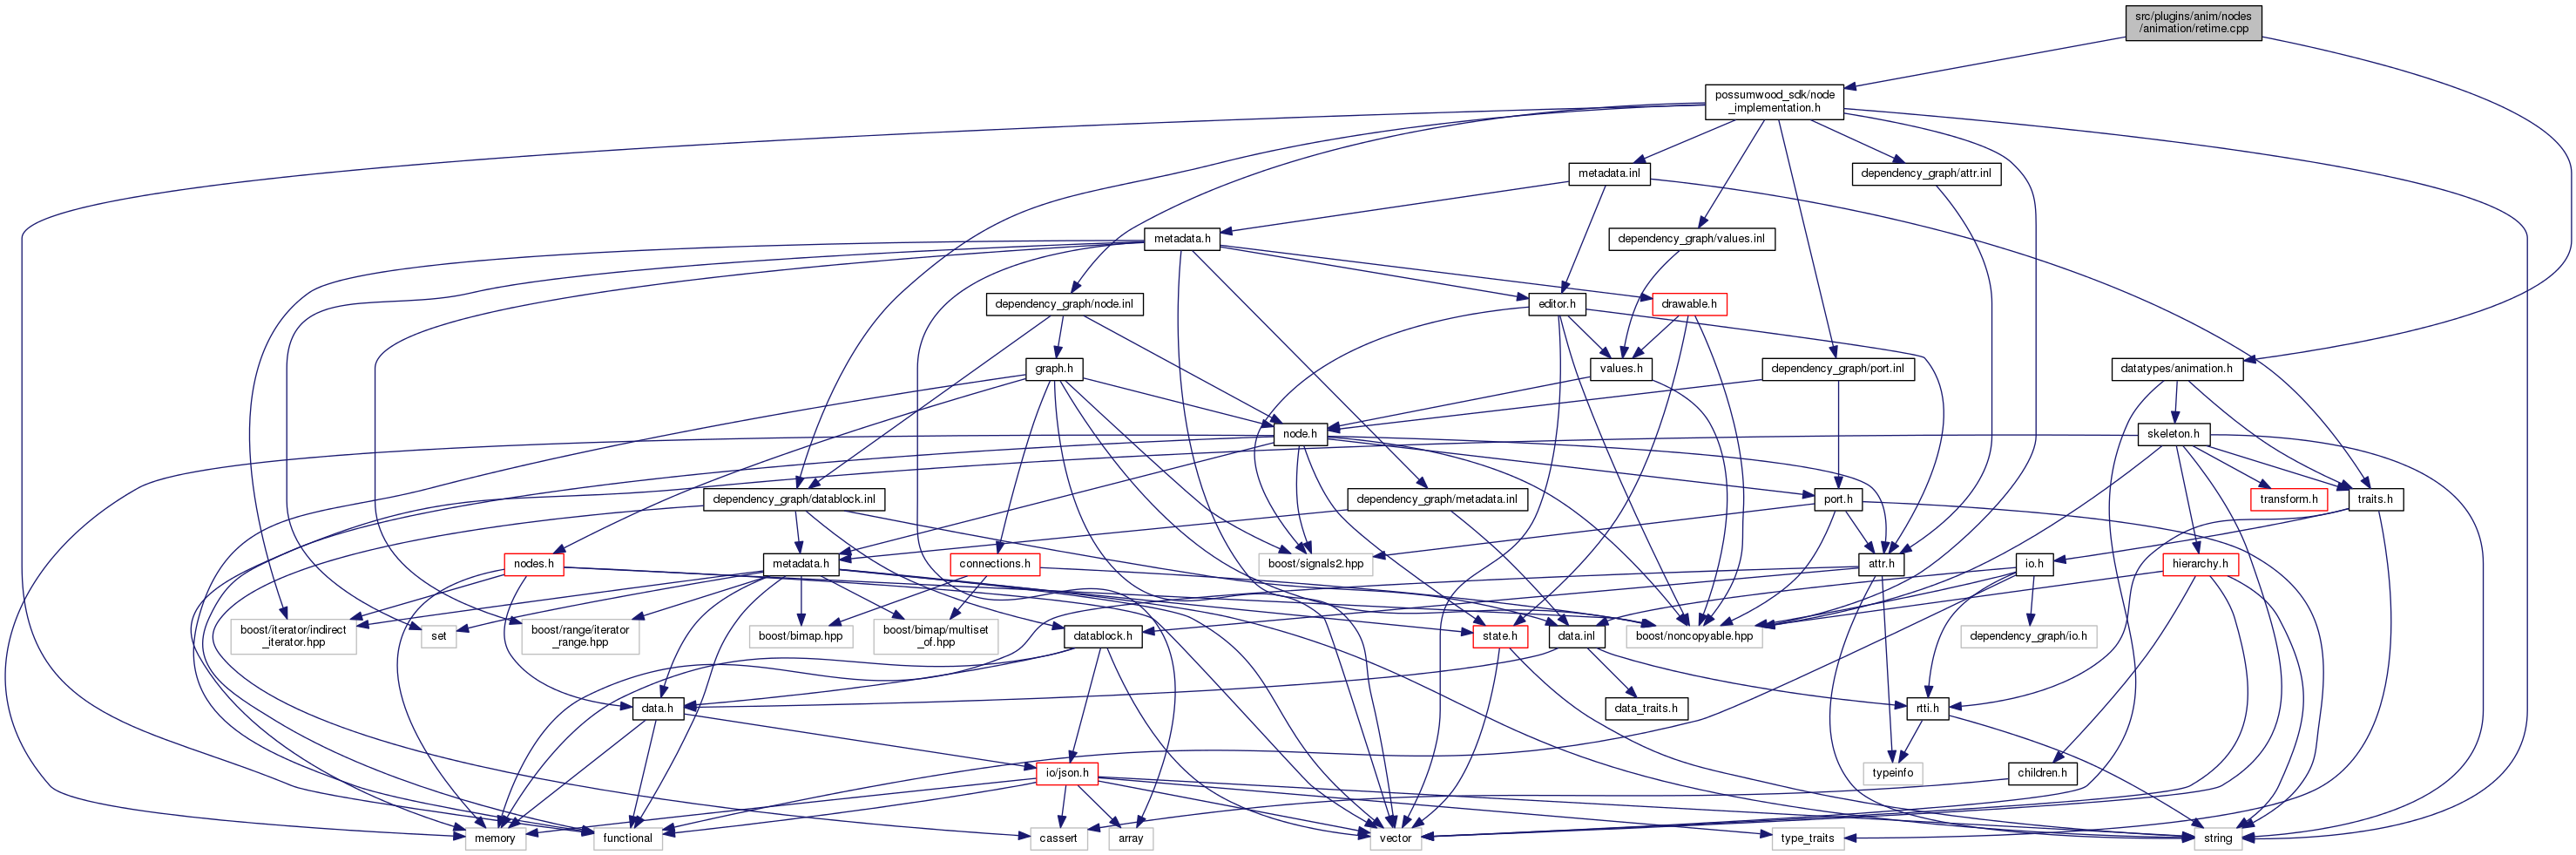 src/plugins/anim/nodes
/animation/retime.cpp
possumwood_sdk/node
_implementation.h
metadata.inl
dependency_graph/attr.inl
metadata.h
dependency_graph/values.inl
dependency_graph/node.inl
editor.h
drawable.h
graph.h
values.h
dependency_graph/port.inl
datatypes/animation.h
node.h
skeleton.h
dependency_graph/datablock.inl
dependency_graph/metadata.inl
port.h
transform.h
traits.h
nodes.h
metadata.h
connections.h
boost/signals2.hpp
attr.h
io.h
hierarchy.h
boost/iterator/indirect
_iterator.hpp
set
boost/range/iterator
_range.hpp
boost/bimap.hpp
boost/bimap/multiset
_of.hpp
datablock.h
state.h
data.inl
boost/noncopyable.hpp
dependency_graph/io.h
data.h
data_traits.h
rtti.h
io/json.h
typeinfo
children.h
memory
functional
cassert
array
vector
type_traits
string